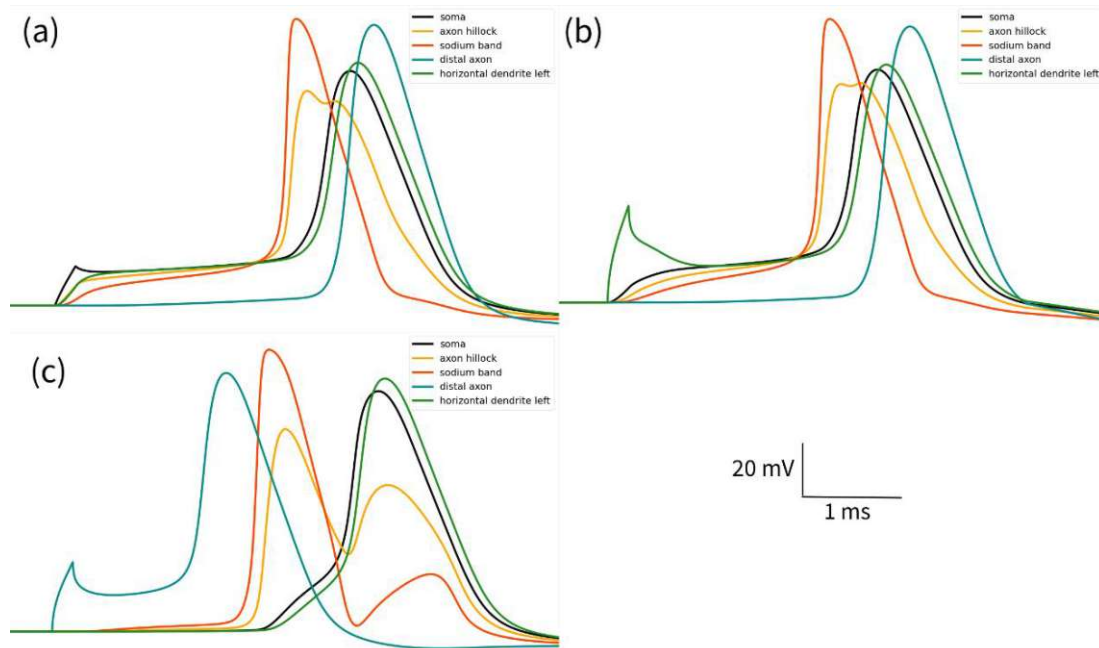 (a)
soma
axon hillock
sodium band
distal axon
horizontal dendrite left
(b)
soma
axon hillock
sodium band
distal axon
horizontal dendrite left
(c)
soma
axon hillock
sodium band
distal axon
horizontal dendrite left
20 mV
1 ms